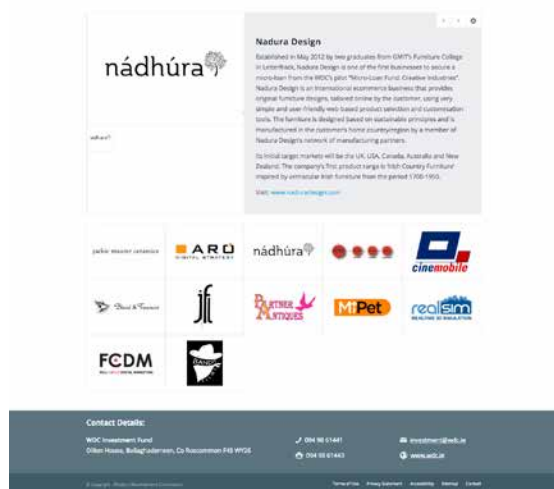 nádhúra
Nadura Design
Established in May 2012 by two graduates from GMIT's Furniture College
in Letterfrack, Nadura Design is one of the first businesses to secure a
micro-loan from the WDC's pilot "Micro-Loan Fund, Creative Industries".
Nadura Design is an international ecommerce business that provides
original furniture designs, tailored online by the customer, using very
simple and user-friendly web-based product selection and customisation
tools. The furniture is designed based on sustainable principles and is
manufactured in the customer's home country/region by a member of
Nadura Design's network of manufacturing partners.
Its initial target markets will be the UK, USA, Canada, Australia and New
Zealand. The company's first product range is 'Irish Country Furniture'
inspired by vernacular Irish furniture from the period 1700-1950.
Visit: www.naduradesign.com
ARÚ
DIGITAL STRATEGY
nádhúra
cinemobile
jfi
PARTNER
ANTIQUES
MiPet
realsim
REALTIME 3D SIMULATION
FCDM
Contact Details:
WDC Investment Fund
Dillon House, Ballaghaderreen, Co Roscommon F45 WY26
094 98 61441
094 98 61443
investment@wdc.ie
www.wdc.ie
Terms of Use
Privacy Statement
Accessibility
Sitemap
Contact